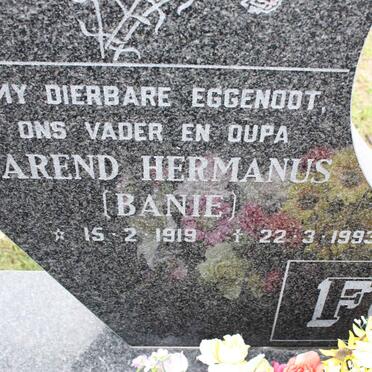 MY DIERBARE EGGENOOT,
ONS VADER EN OUPA
AREND HERMANUS
(BANIE)
☆ 15·2·1919 † 22·3·1993
F